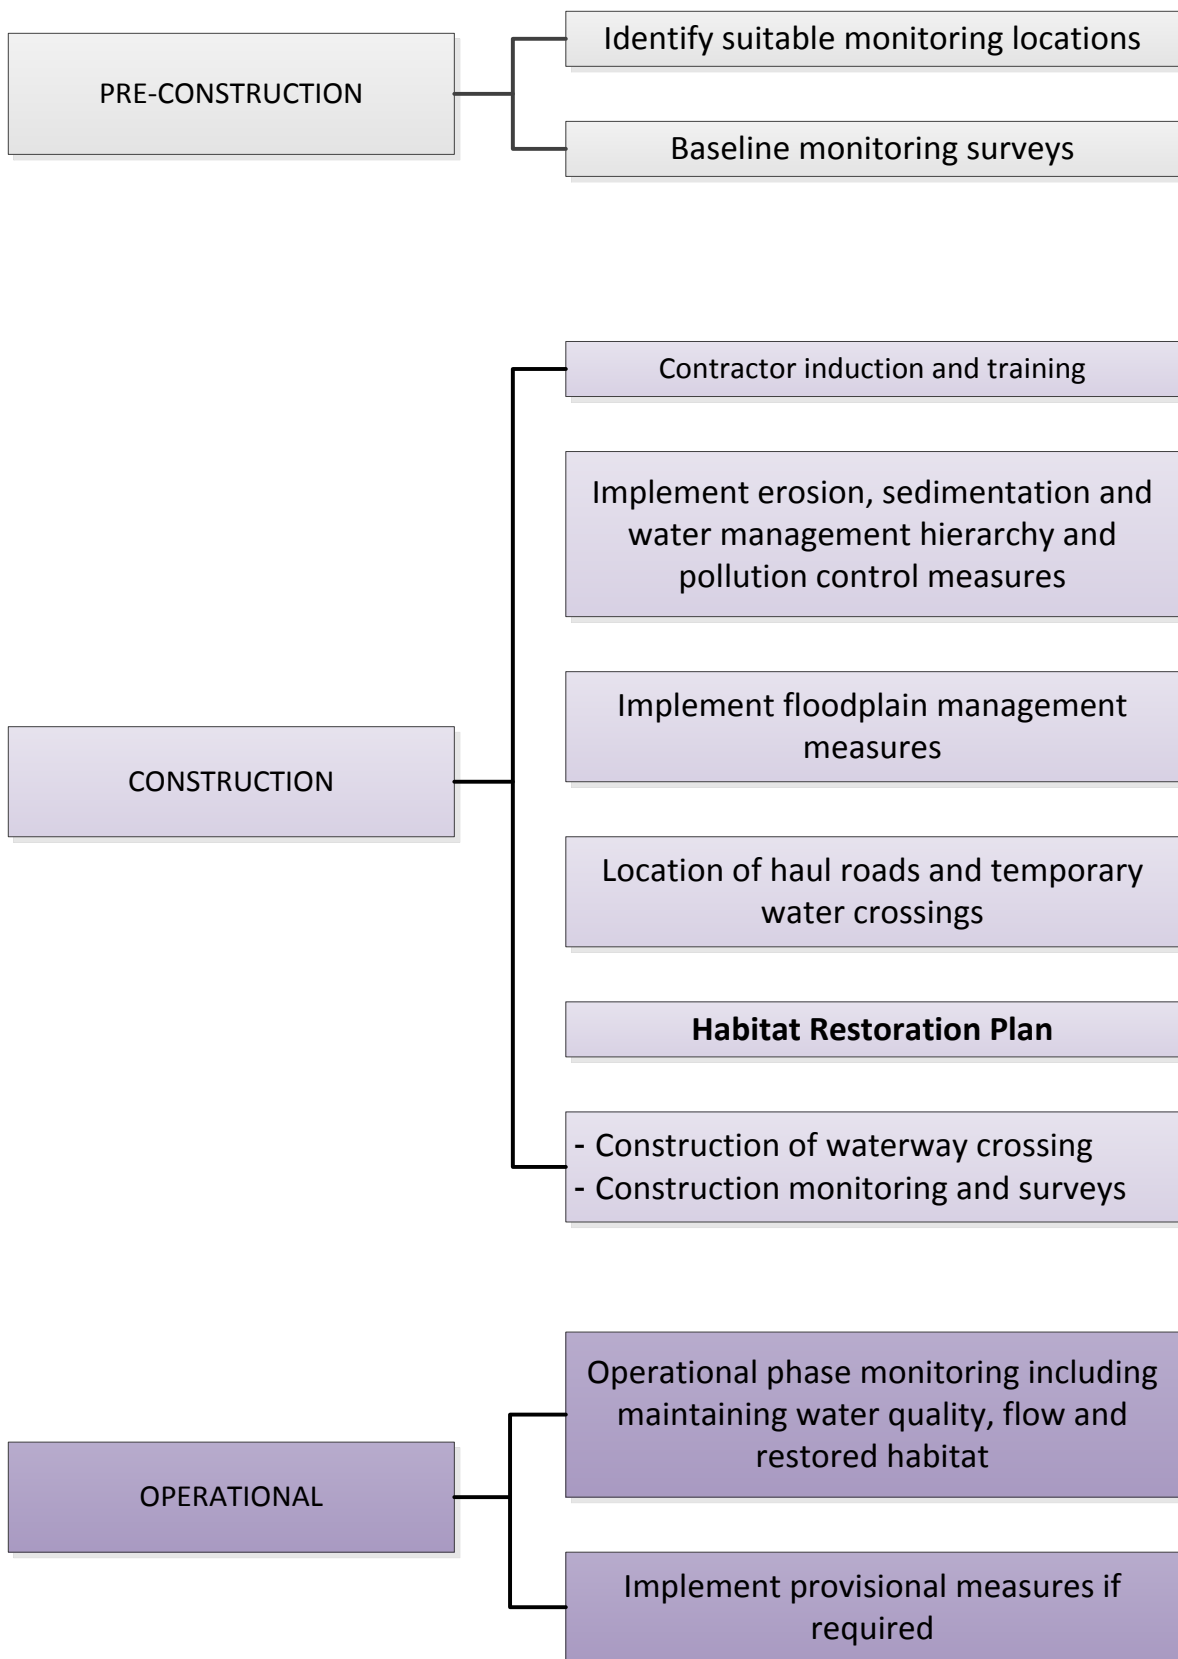 PRE-CONSTRUCTION
Identify suitable monitoring locations
Baseline monitoring surveys
CONSTRUCTION
Contractor induction and training
Implement erosion, sedimentation and
water management hierarchy and
pollution control measures
Implement floodplain management
measures
Location of haul roads and temporary
water crossings
Habitat Restoration Plan
- Construction of waterway crossing
- Construction monitoring and surveys
OPERATIONAL
Operational phase monitoring including
maintaining water quality, flow and
restored habitat
Implement provisional measures if
required